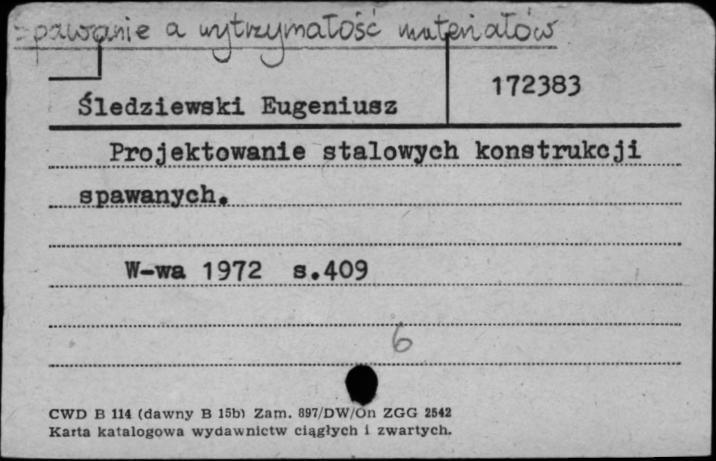 spawanie a wytrzymałość materiałów
Śledziewski Eugeniusz
172383
Projektowanie stalowych konstrukcji
spawanych.
W-wa 1972 s.409
6
CWD B 114 (dawny B 15b) Zam. 897/DW/On ZGG 2542
Karta katalogowa wydawnictw ciągłych i zwartych.